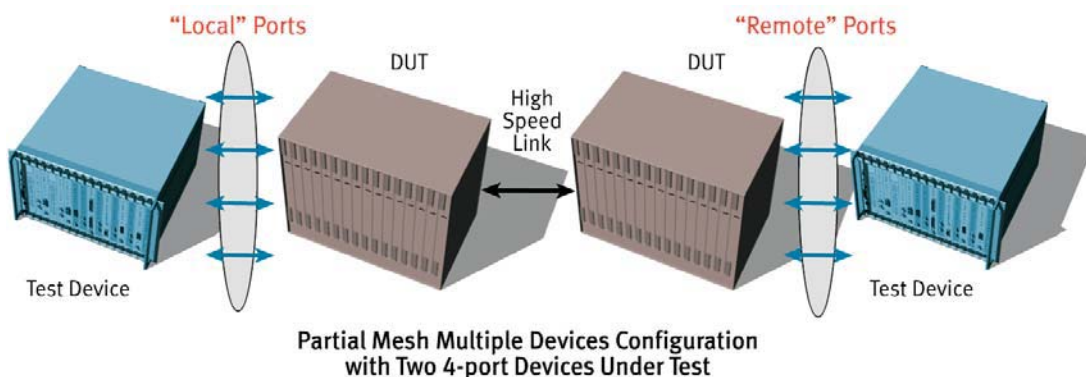 “Local” Ports
“Remote” Ports
DUT
DUT
High
Speed
Link
Test Device
Test Device
Partial Mesh Multiple Devices Configuration
with Two 4-port Devices Under Test